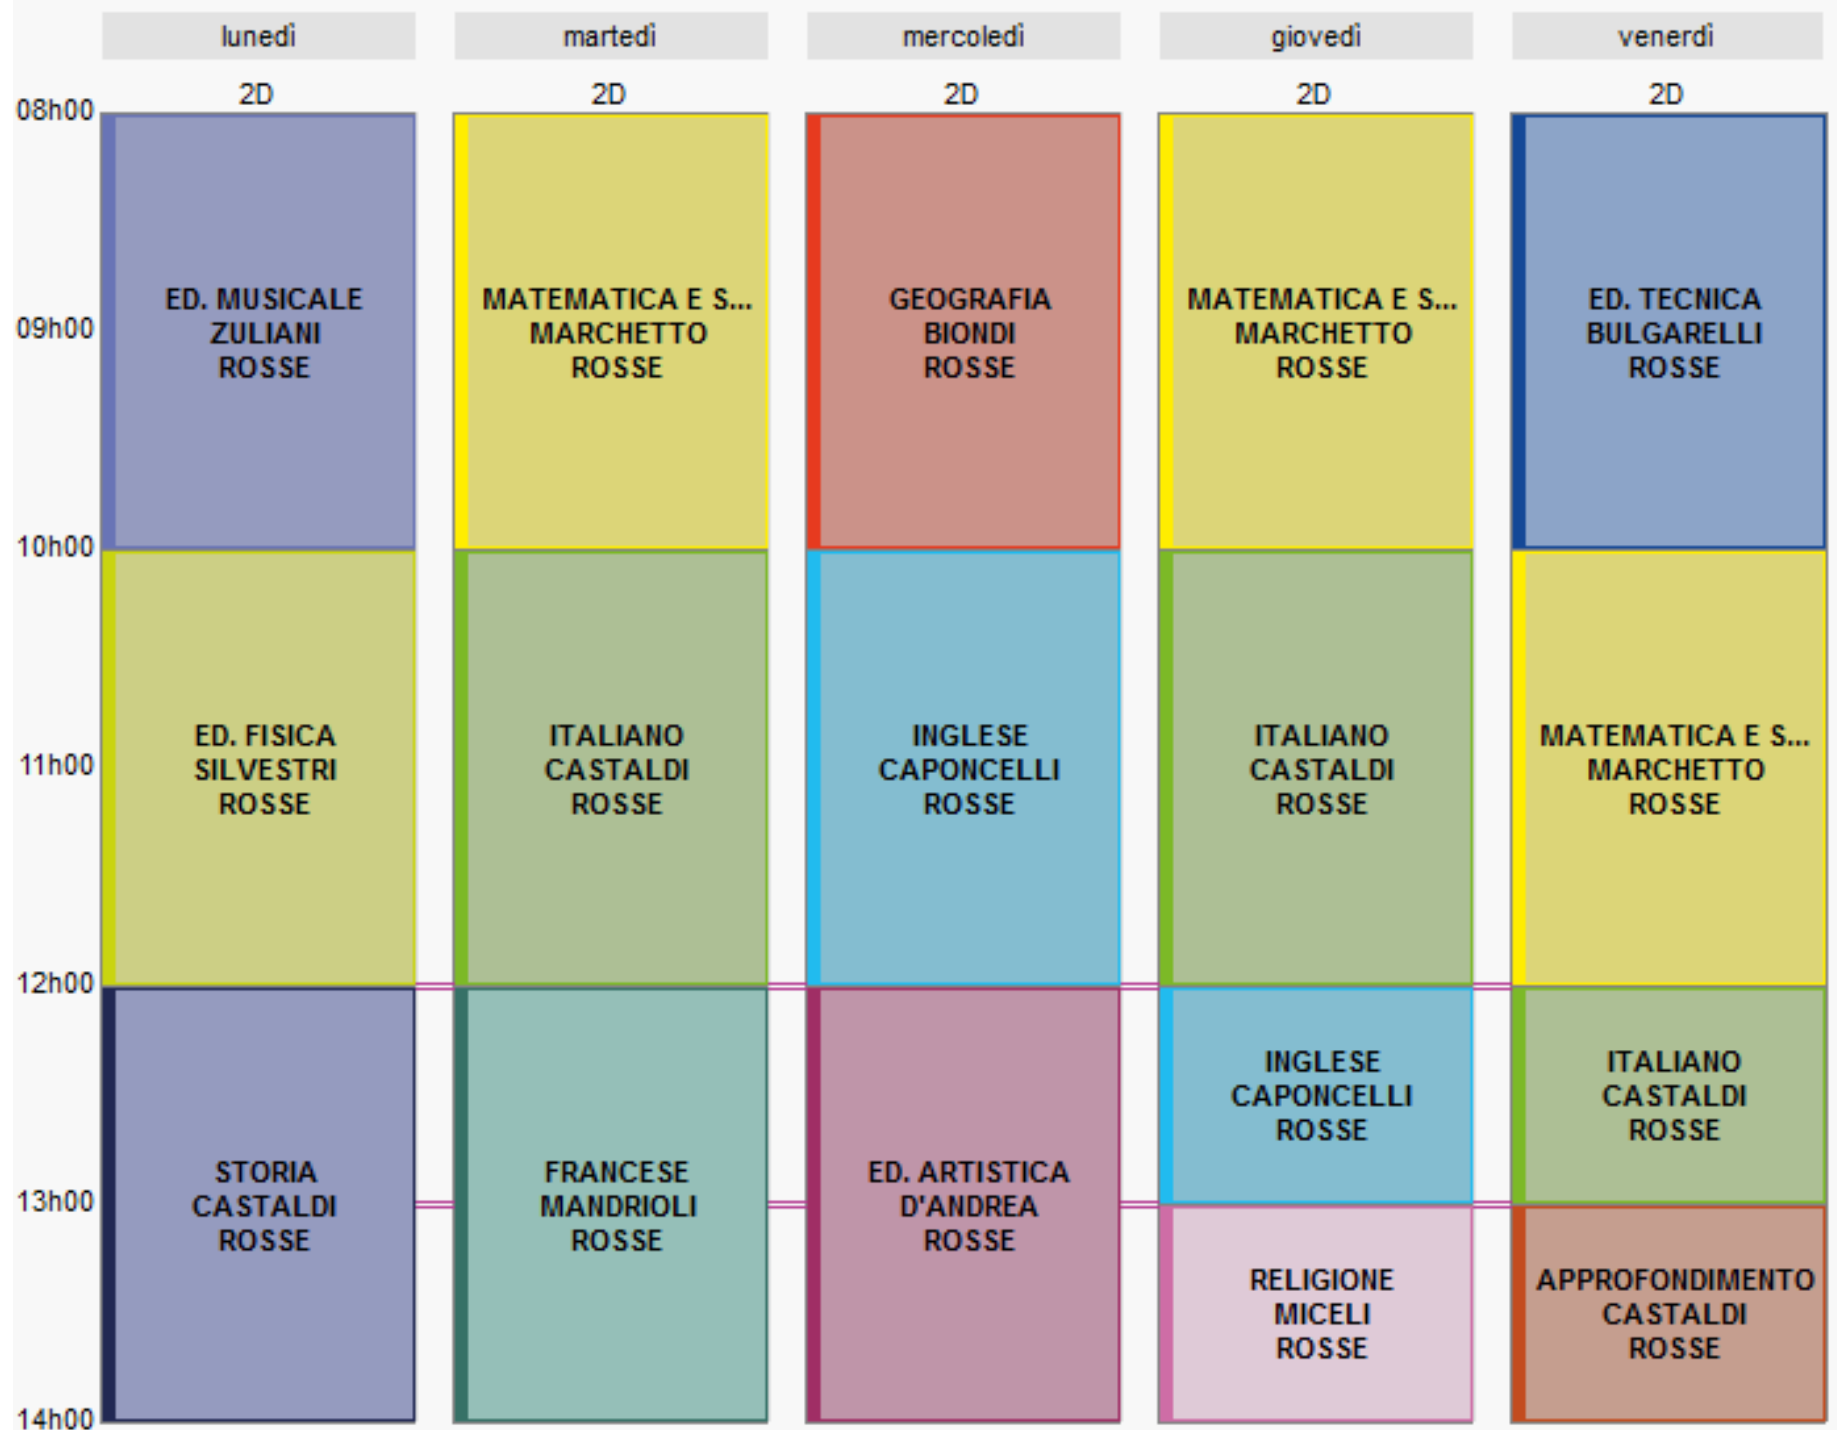 lunedì
martedì
mercoledì
giovedì
venerdì
2D
2D
2D
2D
2D
08h00
09h00
10h00
11h00
12h00
13h00
14h00
ED. MUSICALE
ZULIANI
ROSSE
MATEMATICA E S...
MARCHETTO
ROSSE
GEOGRAFIA
BIONDI
ROSSE
MATEMATICA E S...
MARCHETTO
ROSSE
ED. TECNICA
BULGARELLI
ROSSE
ED. FISICA
SILVESTRI
ROSSE
ITALIANO
CASTALDI
ROSSE
INGLESE
CAPONCELLI
ROSSE
ITALIANO
CASTALDI
ROSSE
MATEMATICA E S...
MARCHETTO
ROSSE
STORIA
CASTALDI
ROSSE
FRANCESE
MANDRIOLI
ROSSE
ED. ARTISTICA
D'ANDREA
ROSSE
INGLESE
CAPONCELLI
ROSSE
ITALIANO
CASTALDI
ROSSE
RELIGIONE
MICELI
ROSSE
APPROFONDIMENTO
CASTALDI
ROSSE